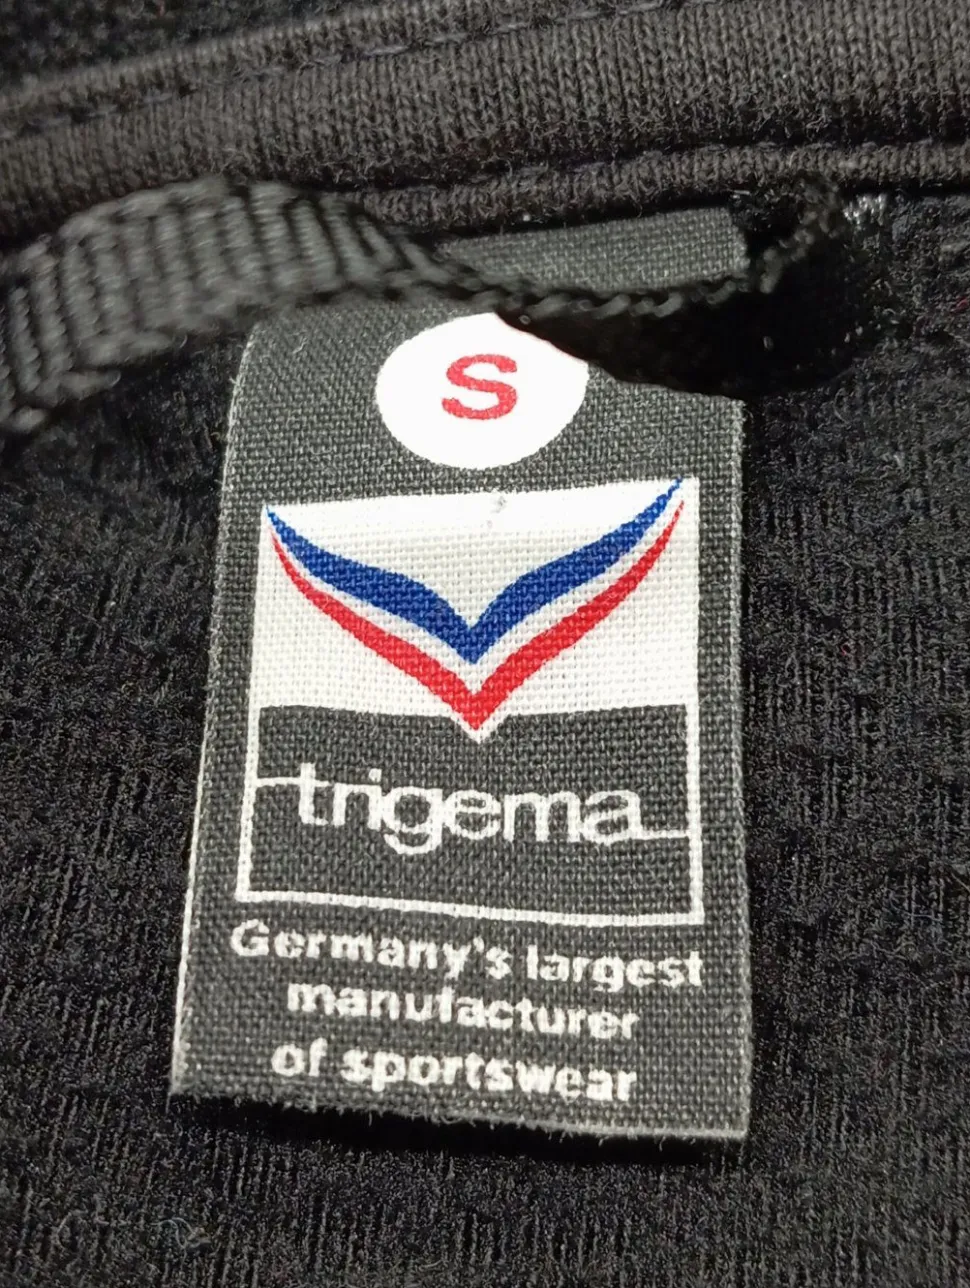 S
trigema
Germany's largest
manufacturer
of sportswear